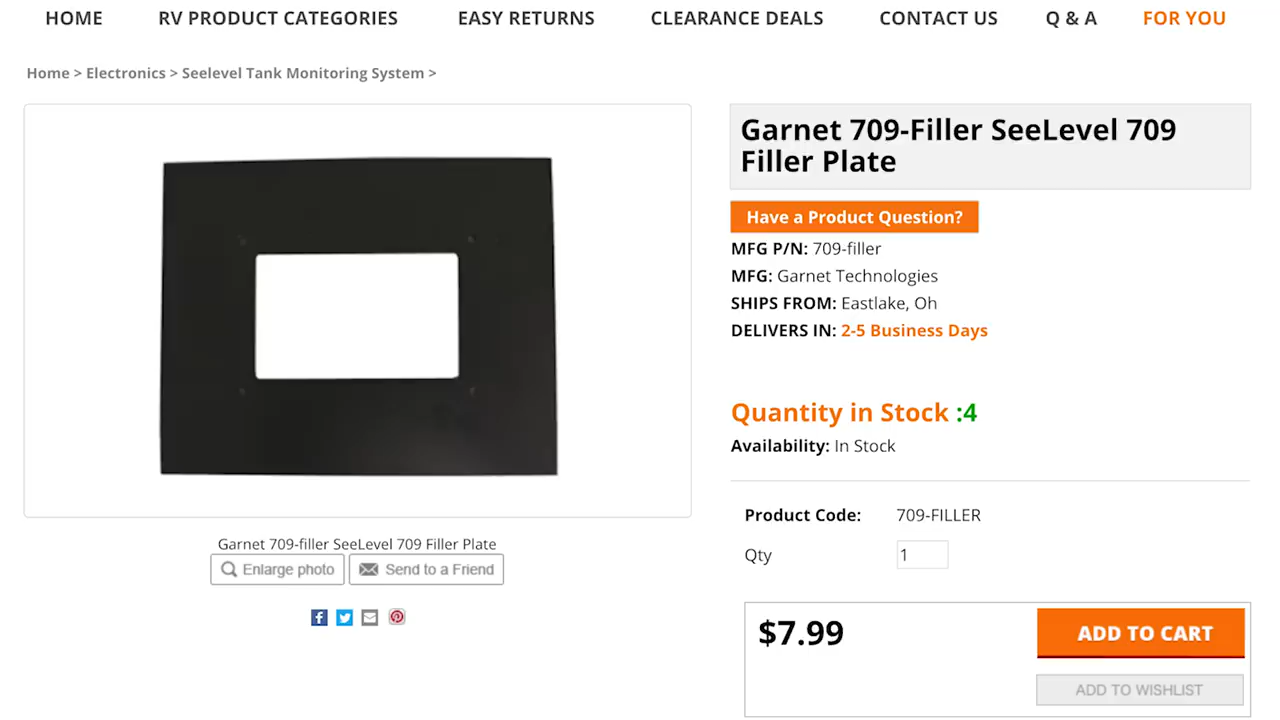 HOME RV PRODUCT CATEGORIES EASY RETURNS CLEARANCE DEALS CONTACT US Q & A FOR YOU
Home > Electronics > Seelevel Tank Monitoring System >
Garnet 709-Filler SeeLevel 709
Filler Plate
Have a Product Question?
MFG P/N: 709-filler
MFG: Garnet Technologies
SHIPS FROM: Eastlake, Oh
DELIVERS IN: 2-5 Business Days
Quantity in Stock :4
Availability: In Stock
Product Code: 709-FILLER
Qty 1
$7.99 ADD TO CART
ADD TO WISHLIST
Garnet 709-filler SeeLevel 709 Filler Plate
Enlarge photo Send to a Friend